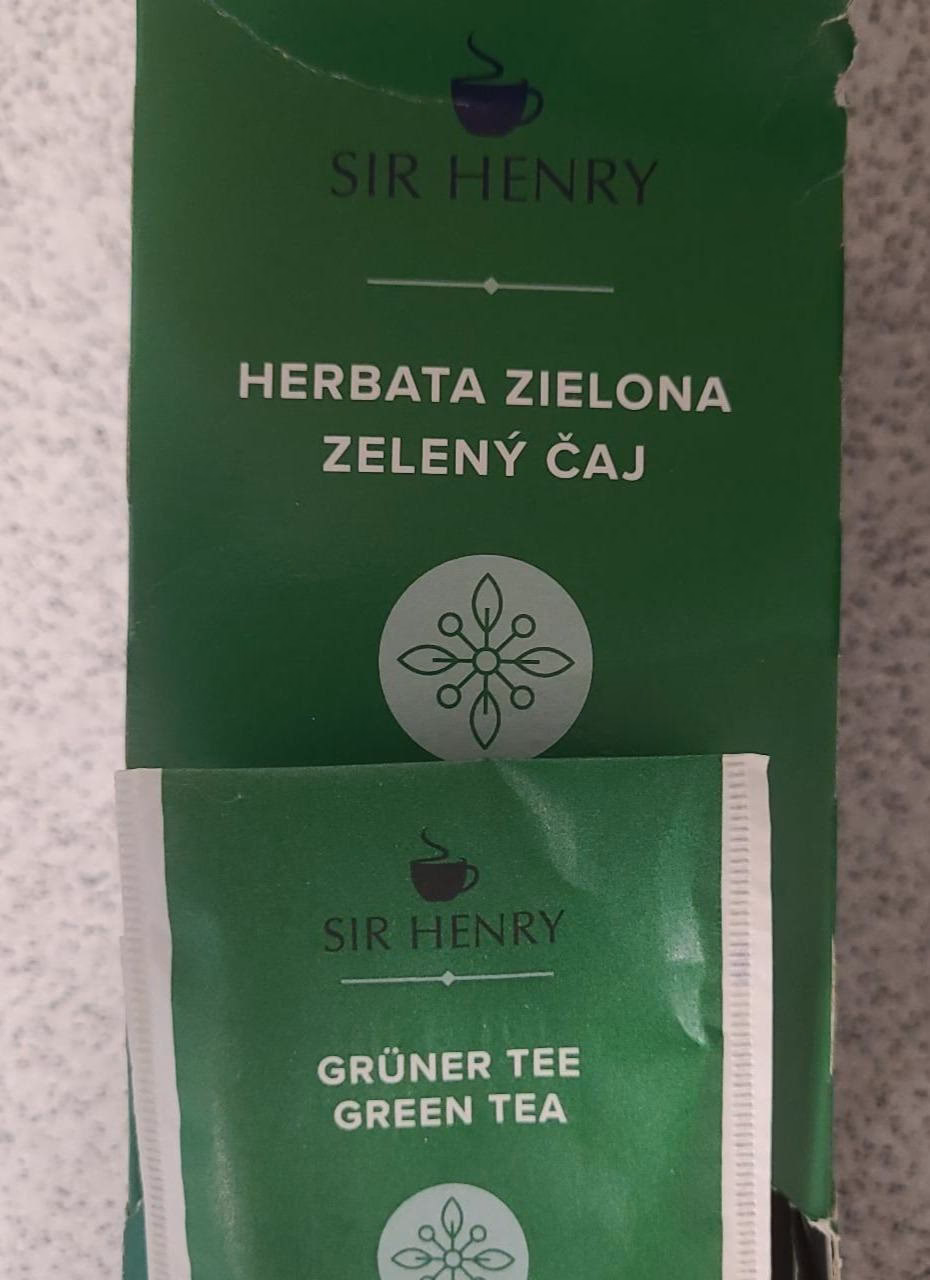 SIR HENRY
HERBATA ZIELONA
ZELENÝ ČAJ
SIR HENRY
GRÜNER TEE
GREEN TEA